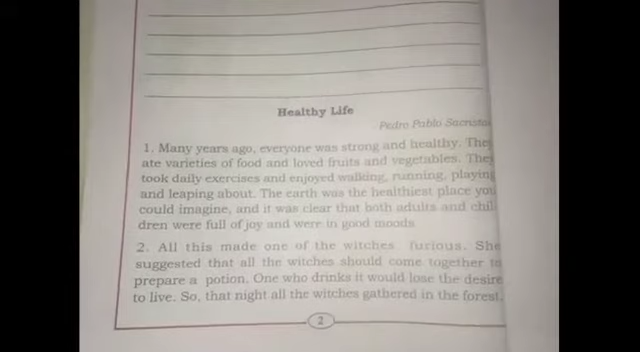 Healthy Life
Pedro Pablo Sacristá
1. Many years ago, everyone was strong and healthy. They
ate varieties of food and loved fruits and vegetables. They
took daily exercises and enjoyed walking, running, playing
and leaping about. The earth was the healthiest place you
could imagine, and it was clear that both adults and chil
dren were full of joy and were in good moods
2. All this made one of the witches furious. She
suggested that all the witches should come together to
prepare a potion. One who drinks it would lose the desire
to live. So, that night all the witches gathered in the forest.
2